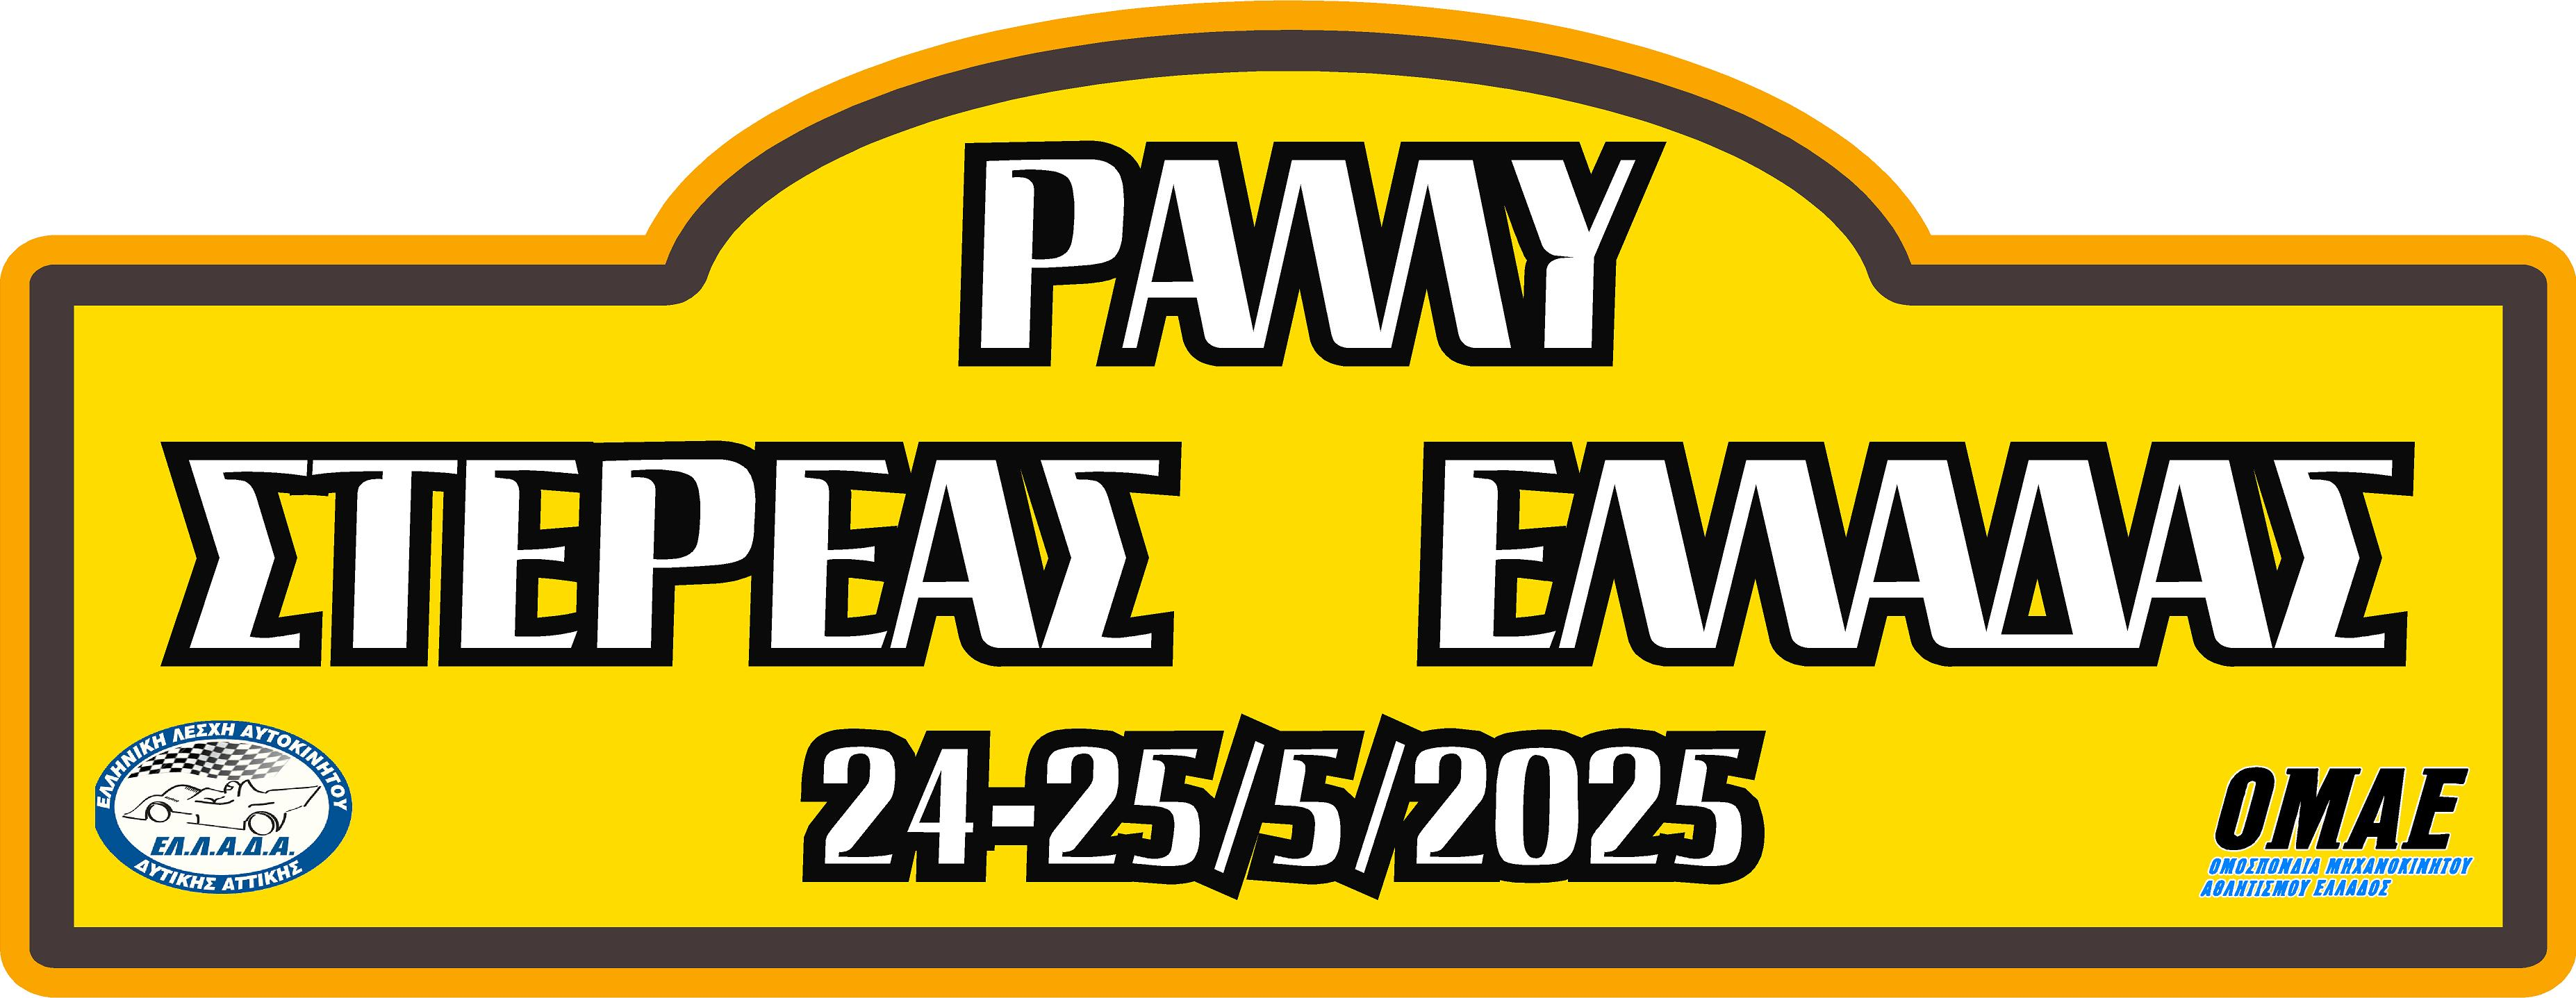 ΡΑΛΛΥ
ΣΤΕΡΕΑΣ ΕΛΛΑΔΑΣ
24-25/5/2025
ΕΛΛΗΝΙΚΗ ΛΕΣΧΗ ΑΥΤΟΚΙΝΗΤΟΥ
ΕΛ.Λ.Α.Δ.Α.
ΔΥΤΙΚΗΣ ΑΤΤΙΚΗΣ
ΟΜΑΕ
ΟΜΟΣΠΟΝΔΙΑ ΜΗΧΑΝΟΚΙΝΗΤΟΥ
ΑΘΛΗΤΙΣΜΟΥ ΕΛΛΑΔΟΣ